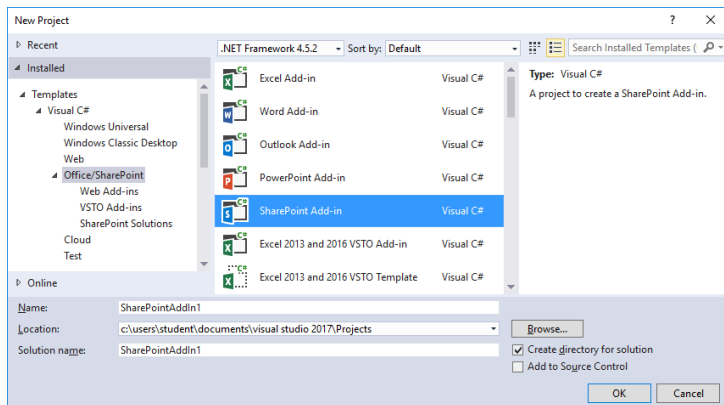 New Project
?
Recent
.NET Framework 4.5.2
Sort by: Default
Search Installed Templates (
Installed
Templates
Visual C#
Windows Universal
Windows Classic Desktop
Web
Office/SharePoint
Web Add-ins
VSTO Add-ins
SharePoint Solutions
Cloud
Test
Online
C# Excel Add-in Visual C#
C# Word Add-in Visual C#
C# Outlook Add-in Visual C#
C# PowerPoint Add-in Visual C#
C# SharePoint Add-in Visual C#
C# Excel 2013 and 2016 VSTO Add-in Visual C#
C# Excel 2013 and 2016 VSTO Template Visual C#
Type: Visual C#
A project to create a SharePoint Add-in.
Name: SharePointAddIn1
Location: c:\users\student\documents\visual studio 2017\Projects
Browse...
Solution name: SharePointAddIn1
Create directory for solution
Add to Source Control
OK Cancel